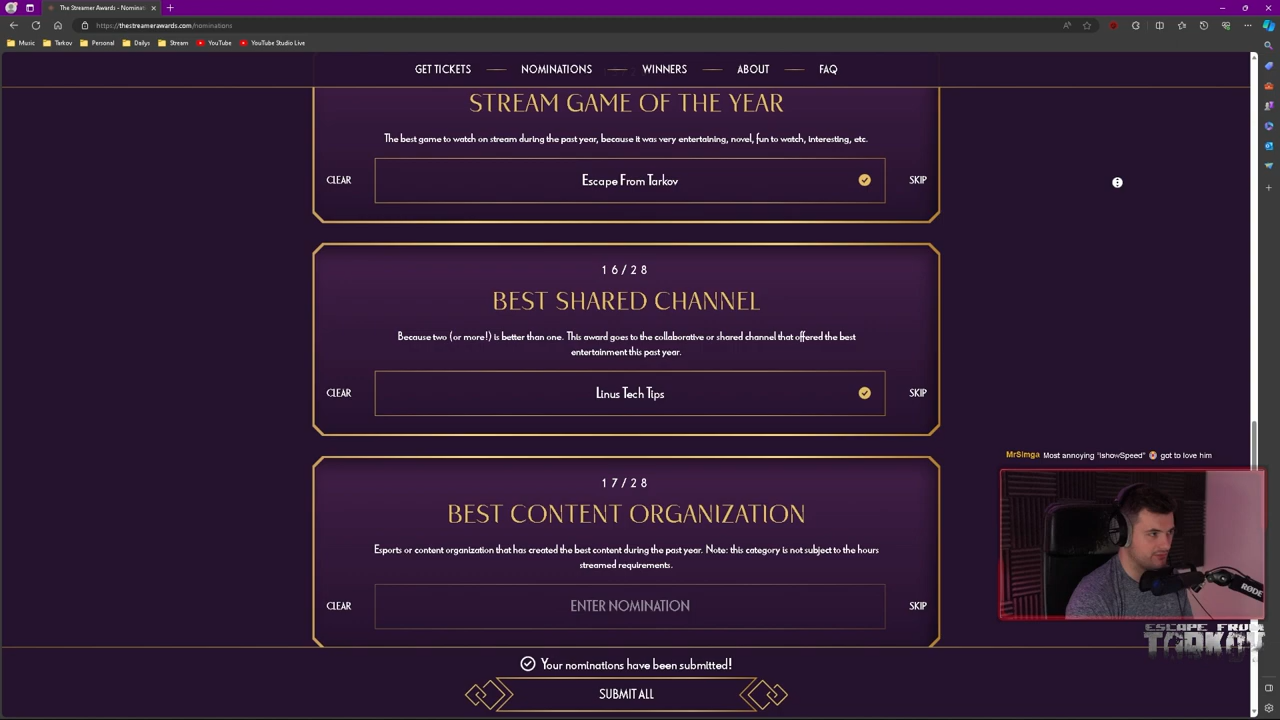 The Streamer Awards - Nominat
https://thestreamerawards.com/nominations
Music
Tarkov
Personal
Dailys
Stream
YouTube
YouTube Studio Live
GET TICKETS
NOMINATIONS
WINNERS
ABOUT
FAQ
STREAM GAME OF THE YEAR
The best game to watch on stream during the past year, because it was very entertaining, novel, fun to watch, interesting, etc.
CLEAR
Escape From Tarkov
SKIP
16/28
BEST SHARED CHANNEL
Because two (or more!) is better than one. This award goes to the collaborative or shared channel that offered the best
entertainment this past year.
CLEAR
Linus Tech Tips
SKIP
17/28
BEST CONTENT ORGANIZATION
Esports or content organization that has created the best content during the past year. Note: this category is not subject to the hours
streamed requirements.
CLEAR
ENTER NOMINATION
SKIP
MrSimga Most annoying "IshowSpeed" gat to love him
RØDE
ESCAPE FROM
TARKOV
Your nominations have been submitted!
SUBMIT ALL